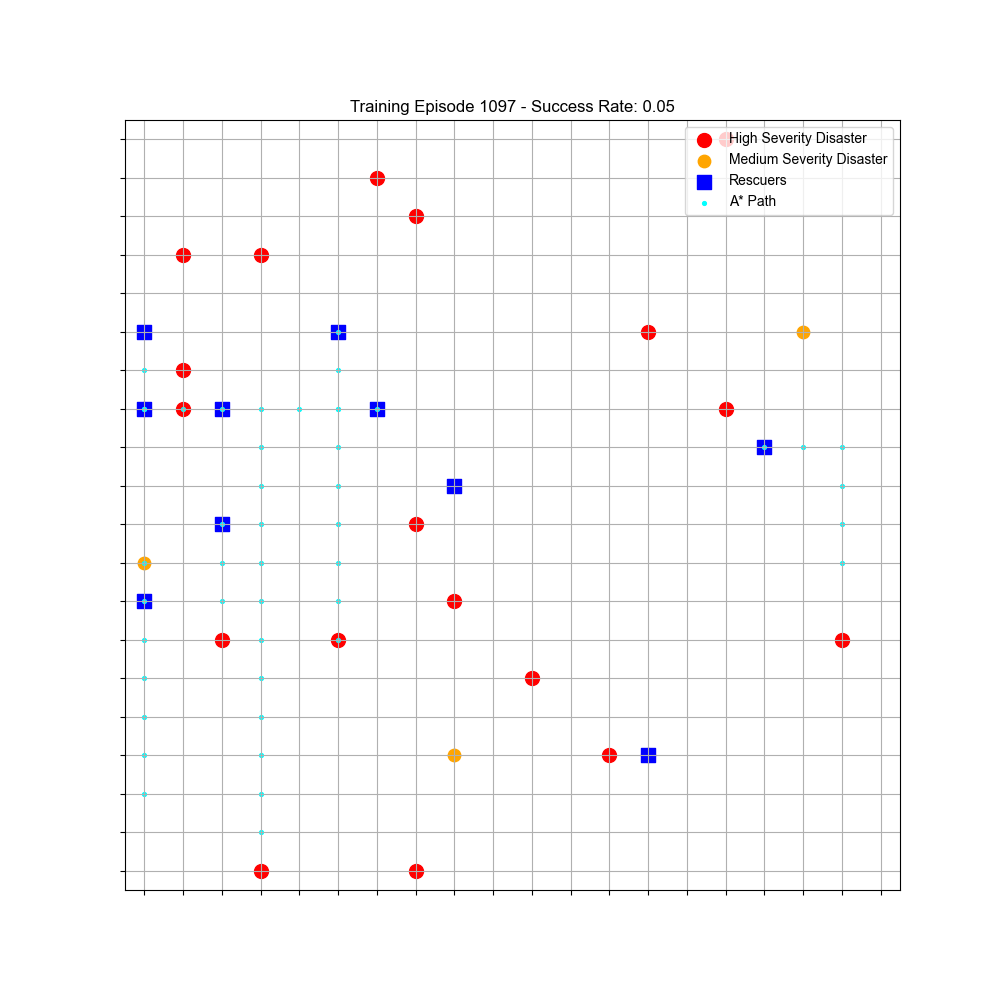 Training Episode 1097 - Success Rate: 0.05
High Severity Disaster
Medium Severity Disaster
Rescuers
A* Path